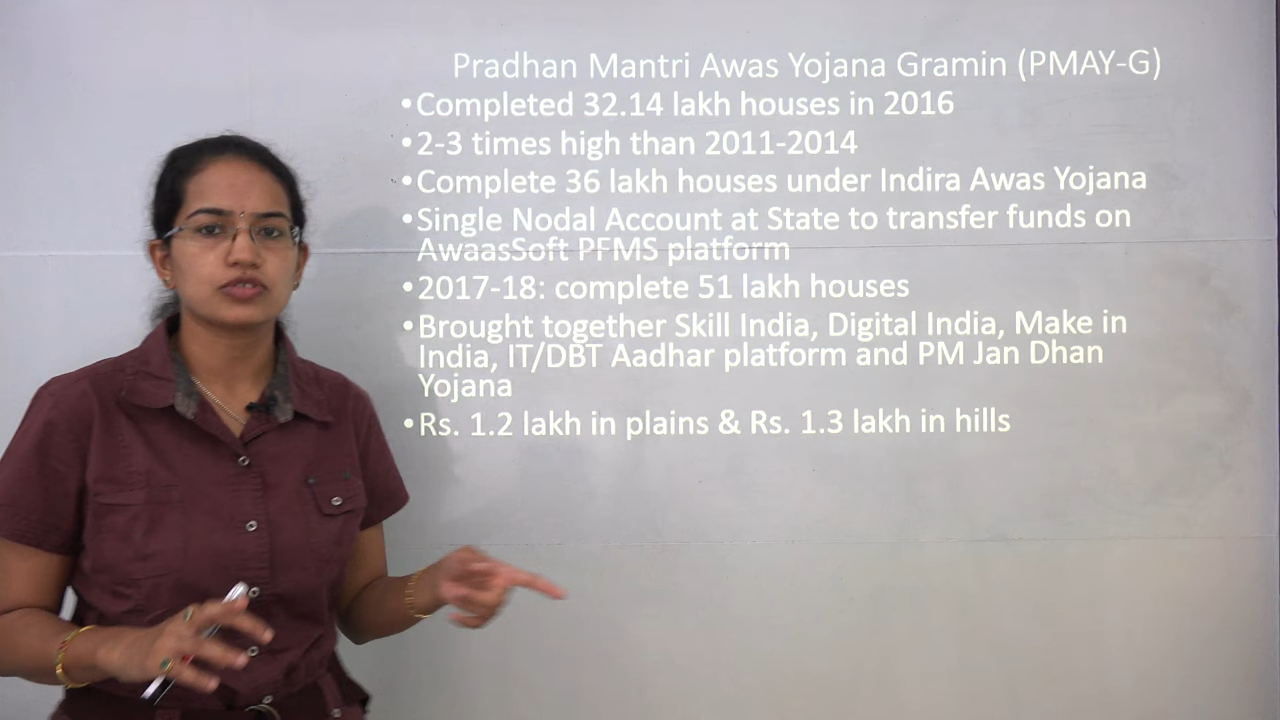 Pradhan Mantri Awas Yojana Gramin (PMAY-G)
•Completed 32.14 lakh houses in 2016
•2-3 times high than 2011-2014
•Complete 36 lakh houses under Indira Awas Yojana
•Single Nodal Account at State to transfer funds on
AwaasSoft PFMS platform
•2017-18: complete 51 lakh houses
•Brought together Skill India, Digital India, Make in
India, IT/DBT Aadhar platform and PM Jan Dhan
Yojana
•Rs. 1.2 lakh in plains & Rs. 1.3 lakh in hills